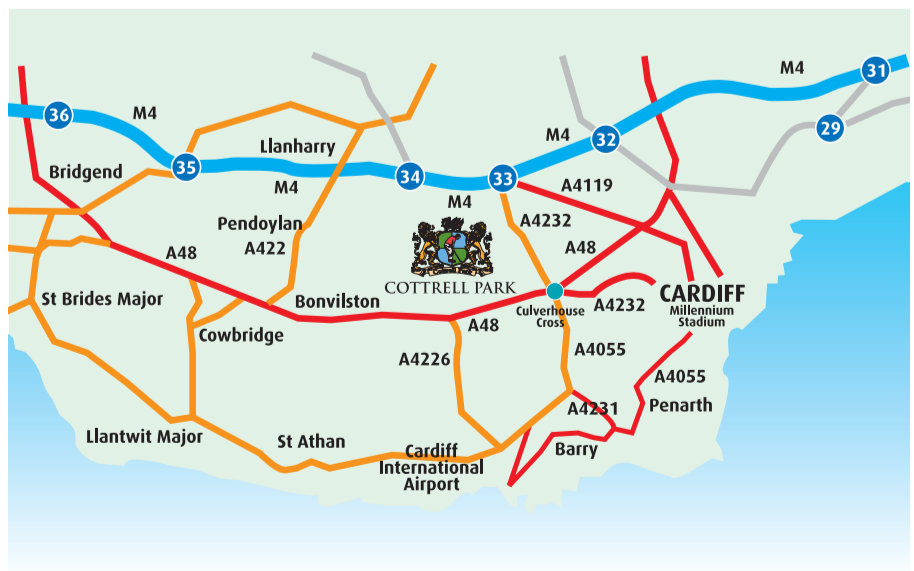 31
M4
36
M4
29
32
M4
Llanharry
35
Bridgend
M4
34
33
A4119
M4
Pendoylan
A422
A4232
A48
A48
COTTRELL PARK
St Brides Major
Bonvilston
A4232
CARDIFF
Millennium
Stadium
Culverhouse
Cross
A48
Cowbridge
A4226
A4055
A4055
A4231
Penarth
Llantwit Major
St Athan
Cardiff
International
Airport
Barry